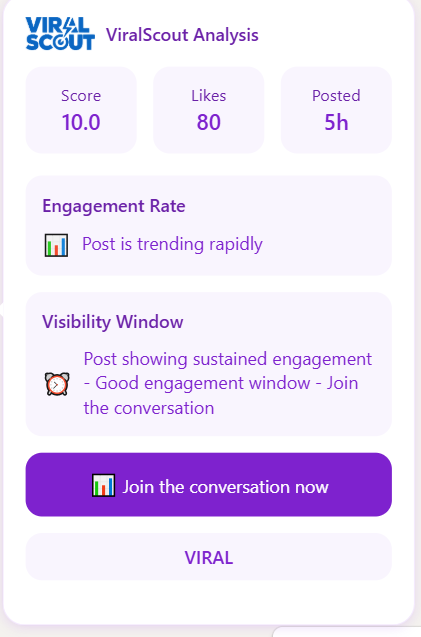 VIRAL
SCOUT
ViralScout Analysis
Score
10.0
Likes
80
Posted
5h
Engagement Rate
Post is trending rapidly
Visibility Window
Post showing sustained engagement
- Good engagement window - Join
the conversation
Join the conversation now
VIRAL